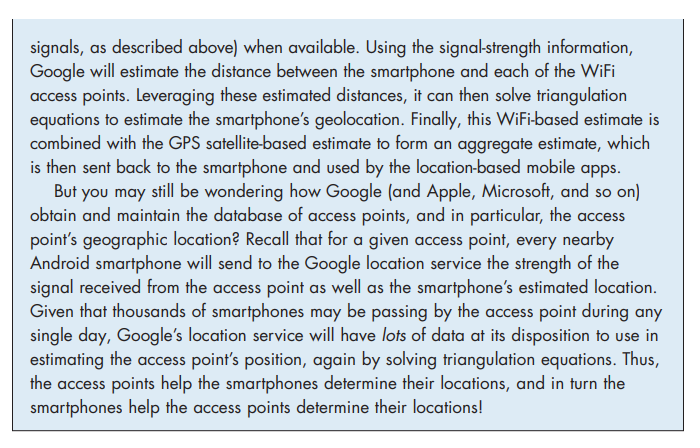 signals, as described above) when available. Using the signal-strength information,
Google will estimate the distance between the smartphone and each of the WiFi
access points. Leveraging these estimated distances, it can then solve triangulation
equations to estimate the smartphone’s geolocation. Finally, this WiFi-based estimate is
combined with the GPS satellite-based estimate to form an aggregate estimate, which
is then sent back to the smartphone and used by the location-based mobile apps.
But you may still be wondering how Google (and Apple, Microsoft, and so on)
obtain and maintain the database of access points, and in particular, the access
point’s geographic location? Recall that for a given access point, every nearby
Android smartphone will send to the Google location service the strength of the
signal received from the access point as well as the smartphone’s estimated location.
Given that thousands of smartphones may be passing by the access point during any
single day, Google’s location service will have lots of data at its disposition to use in
estimating the access point’s position, again by solving triangulation equations. Thus,
the access points help the smartphones determine their locations, and in turn the
smartphones help the access points determine their locations!